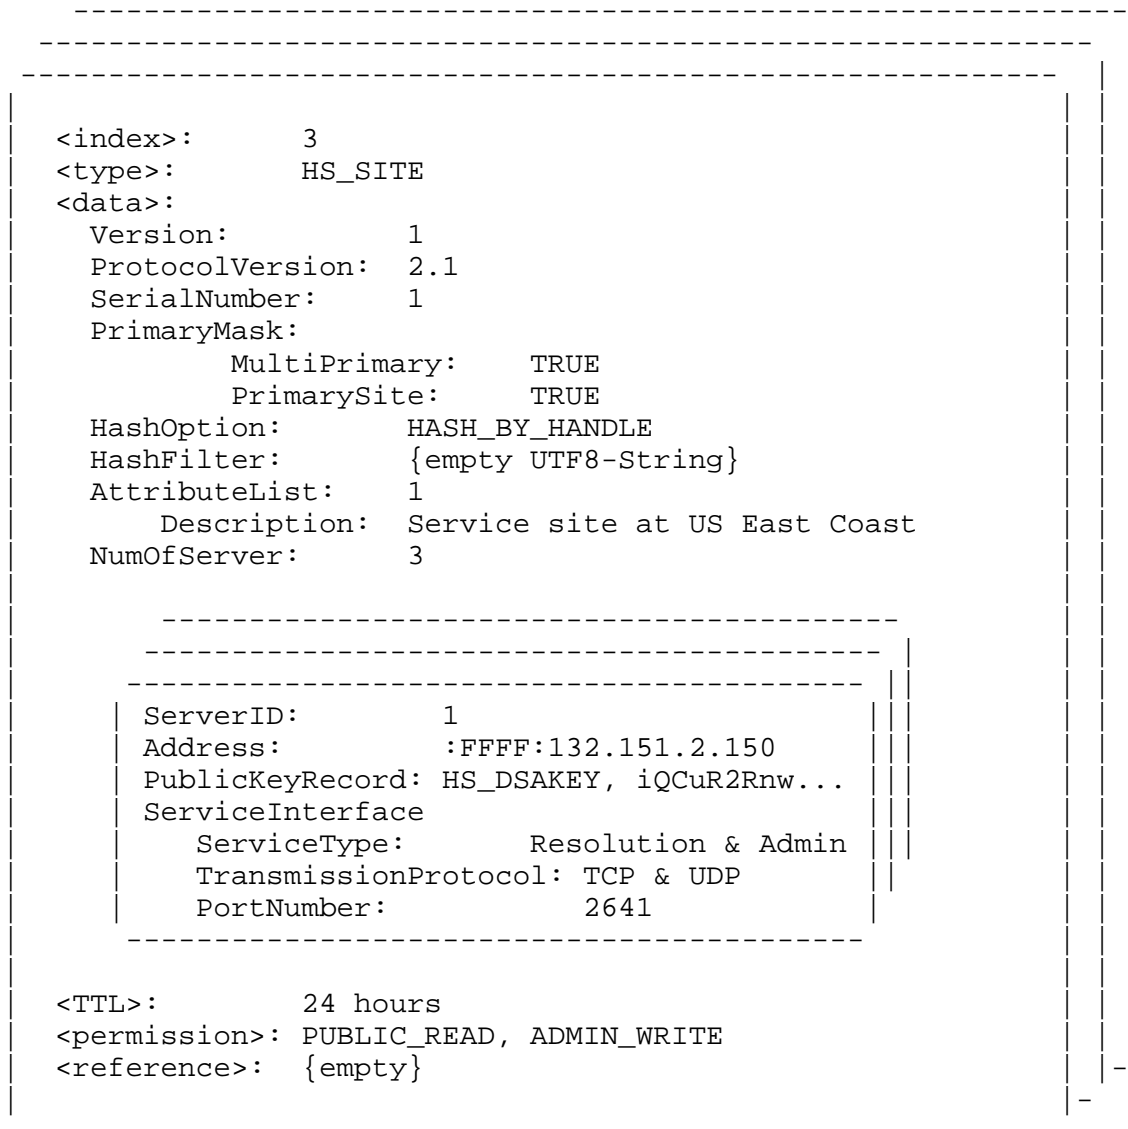 <index>: 3
<type>: HS_SITE
<data>:
Version: 1
ProtocolVersion: 2.1
SerialNumber: 1
PrimaryMask:
MultiPrimary: TRUE
PrimarySite: TRUE
HashOption: HASH_BY_HANDLE
HashFilter: {empty UTF8-String}
AttributeList: 1
Description: Service site at US East Coast
NumOfServer: 3
ServerID: 1
Address: :FFFF:132.151.2.150
PublicKeyRecord: HS_DSAKEY, iQCuR2Rnw...
ServiceInterface
ServiceType: Resolution & Admin
TransmissionProtocol: TCP & UDP
PortNumber: 2641
<TTL>: 24 hours
<permission>: PUBLIC_READ, ADMIN_WRITE
<reference>: {empty}